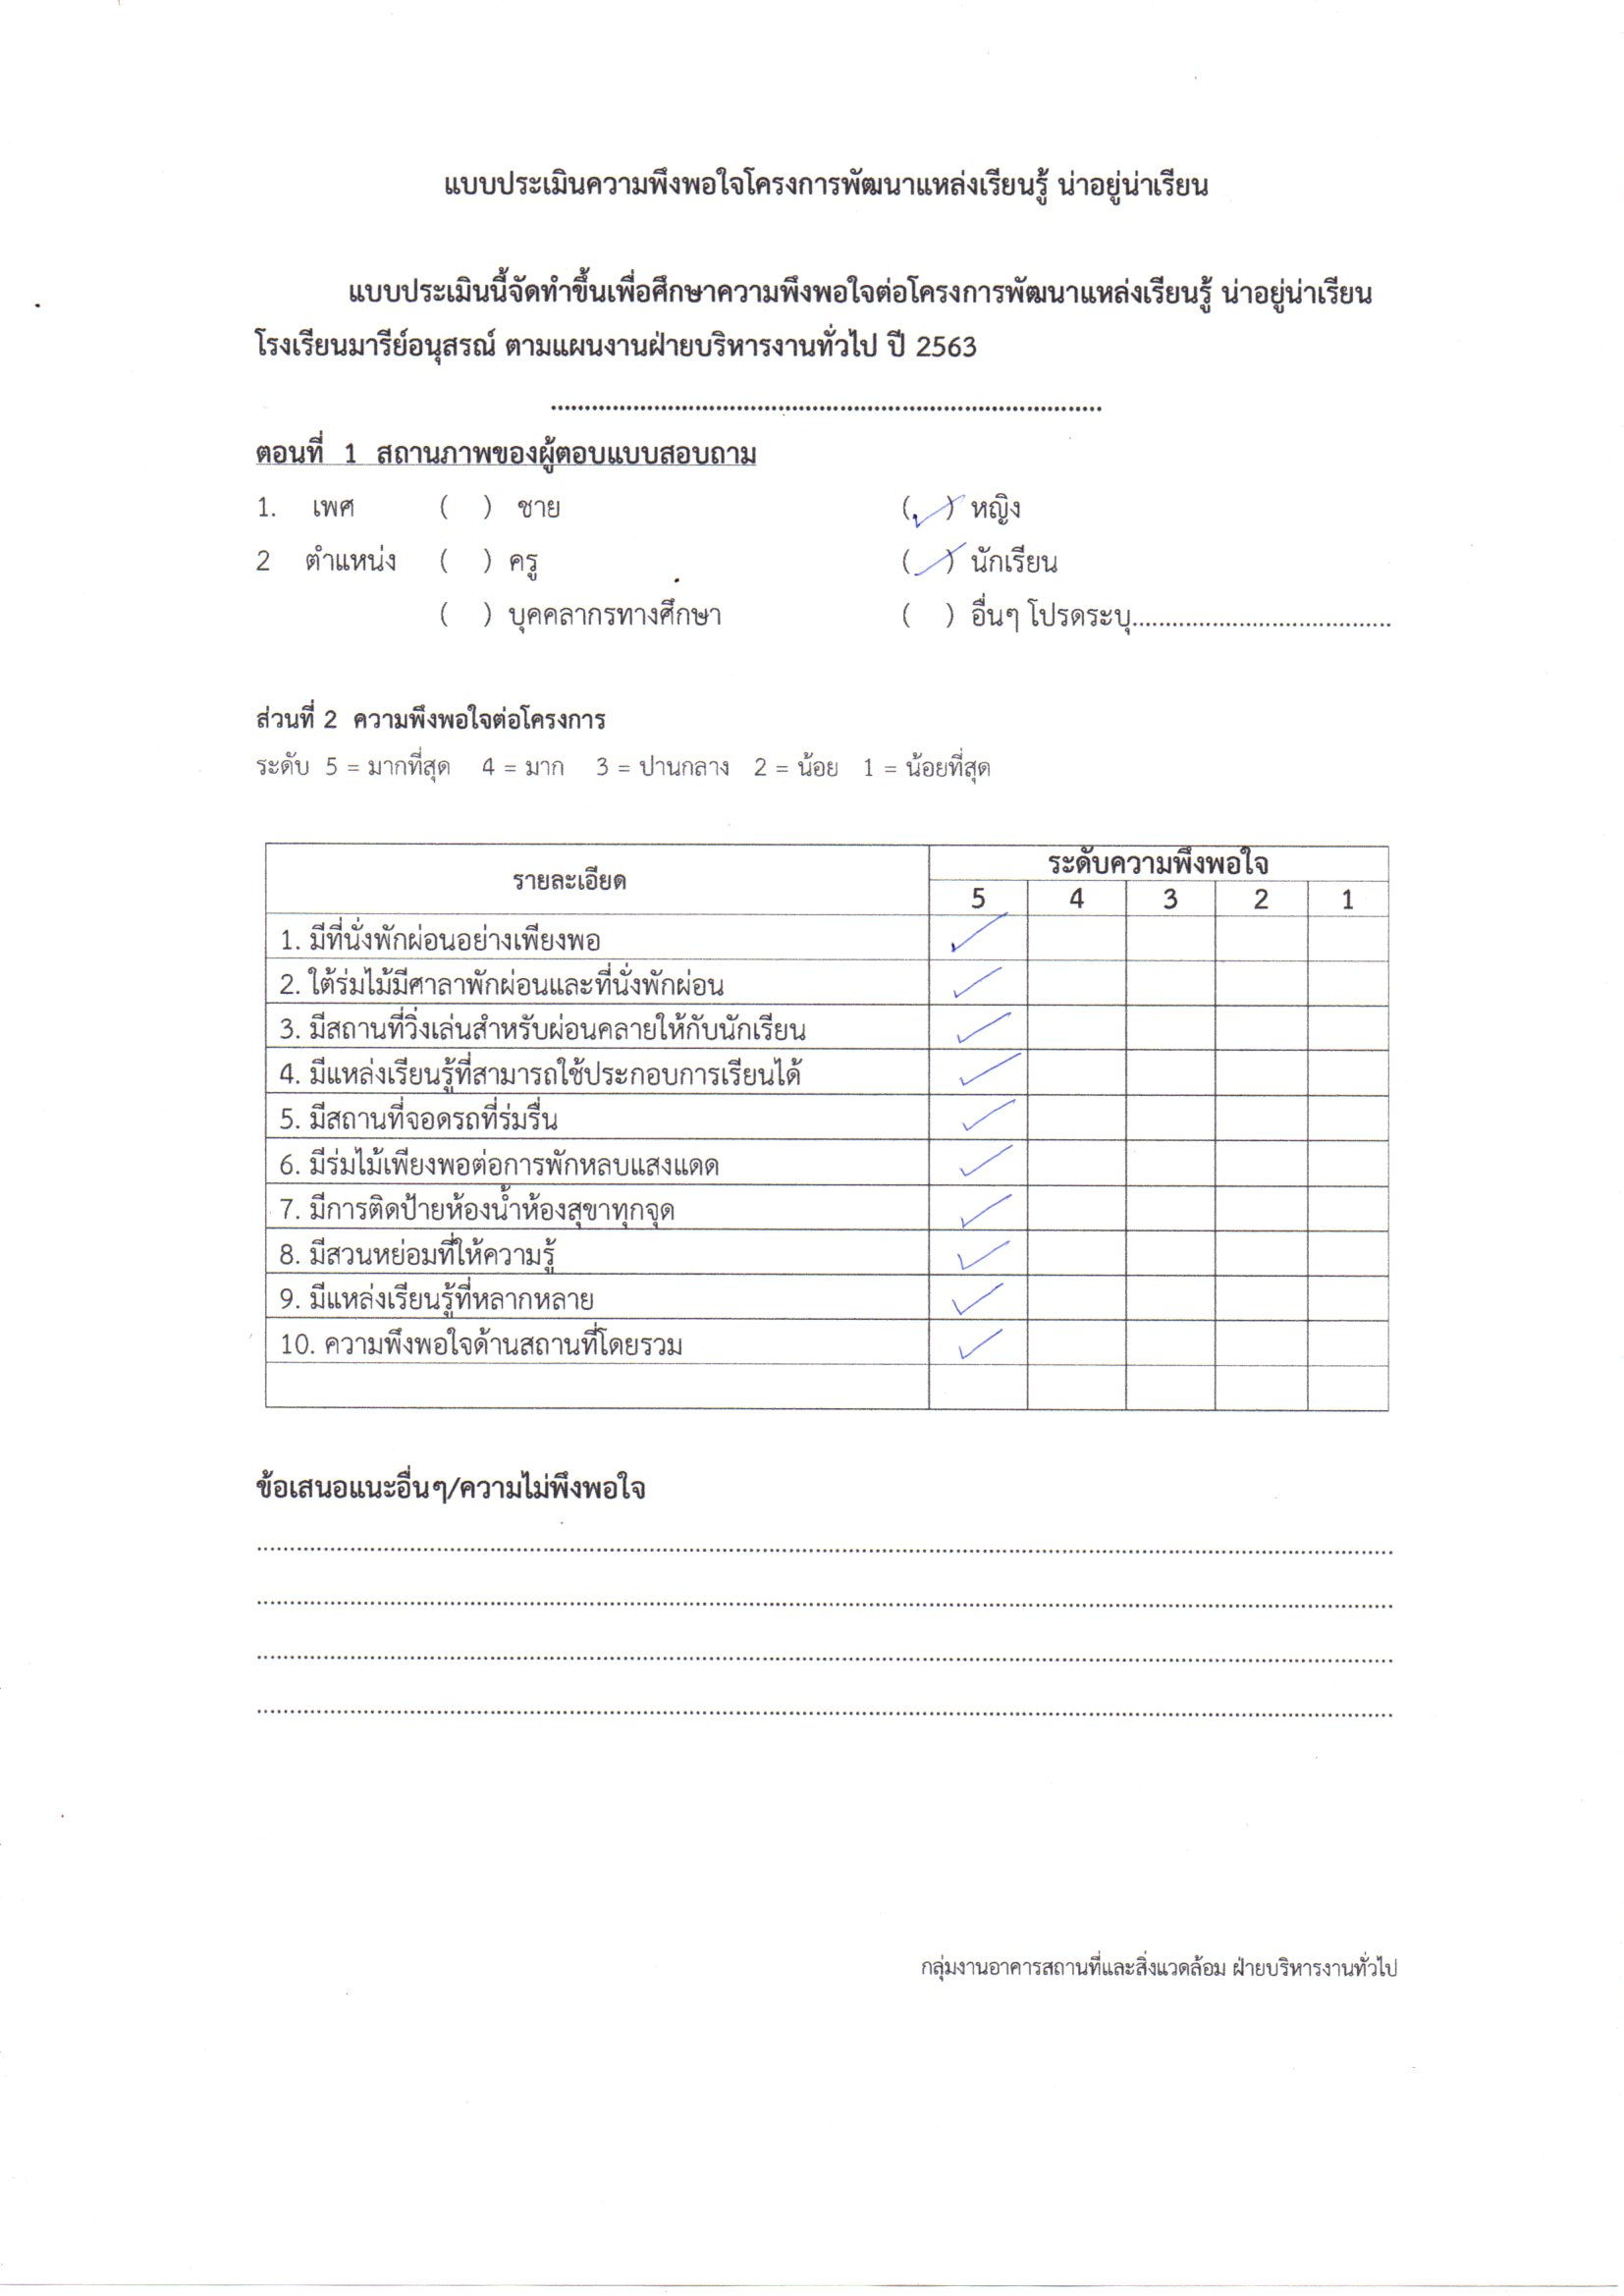 แบบประเมินความพึงพอใจโครงการพัฒนาแหล่งเรียนรู้ น่าอยู่น่าเรียน
แบบประเมินนี้จัดทำขึ้นเพื่อศึกษาความพึงพอใจต่อโครงการพัฒนาแหล่งเรียนรู้ น่าอยู่น่าเรียน
โรงเรียนมารีย์อนุสรณ์ ตามแผนงานฝ่ายบริหารงานทั่วไป ปี 2563
...................................................................................
ตอนที่ 1 สถานภาพของผู้ตอบแบบสอบถาม
1. เพศ ( ) ชาย (✓) หญิง
2 ตำแหน่ง ( ) ครู (✓) นักเรียน
( ) บุคคลากรทางศึกษา ( ) อื่นๆ โปรดระบุ.......................................
ส่วนที่ 2 ความพึงพอใจต่อโครงการ
ระดับ 5 = มากที่สุด 4 = มาก 3 = ปานกลาง 2 = น้อย 1 = น้อยที่สุด
รายละเอียด ระดับความพึงพอใจ
5 4 3 2 1
1. มีที่นั่งพักผ่อนอย่างเพียงพอ ✓
2. ใต้ร่มไม้มีศาลาพักผ่อนและที่นั่งพักผ่อน ✓
3. มีสถานที่วิ่งเล่นสำหรับผ่อนคลายให้กับนักเรียน ✓
4. มีแหล่งเรียนรู้ที่สามารถใช้ประกอบการเรียนได้ ✓
5. มีสถานที่จอดรถที่ร่มรื่น ✓
6. มีร่มไม้เพียงพอต่อการพักหลบแสงแดด ✓
7. มีการติดป้ายห้องน้ำห้องสุขาทุกจุด ✓
8. มีสวนหย่อมที่ให้ความรู้ ✓
9. มีแหล่งเรียนรู้ที่หลากหลาย ✓
10. ความพึงพอใจด้านสถานที่โดยรวม ✓
ข้อเสนอแนะอื่นๆ/ความไม่พึงพอใจ
กลุ่มงานอาคารสถานที่และสิ่งแวดล้อม ฝ่ายบริหารงานทั่วไป